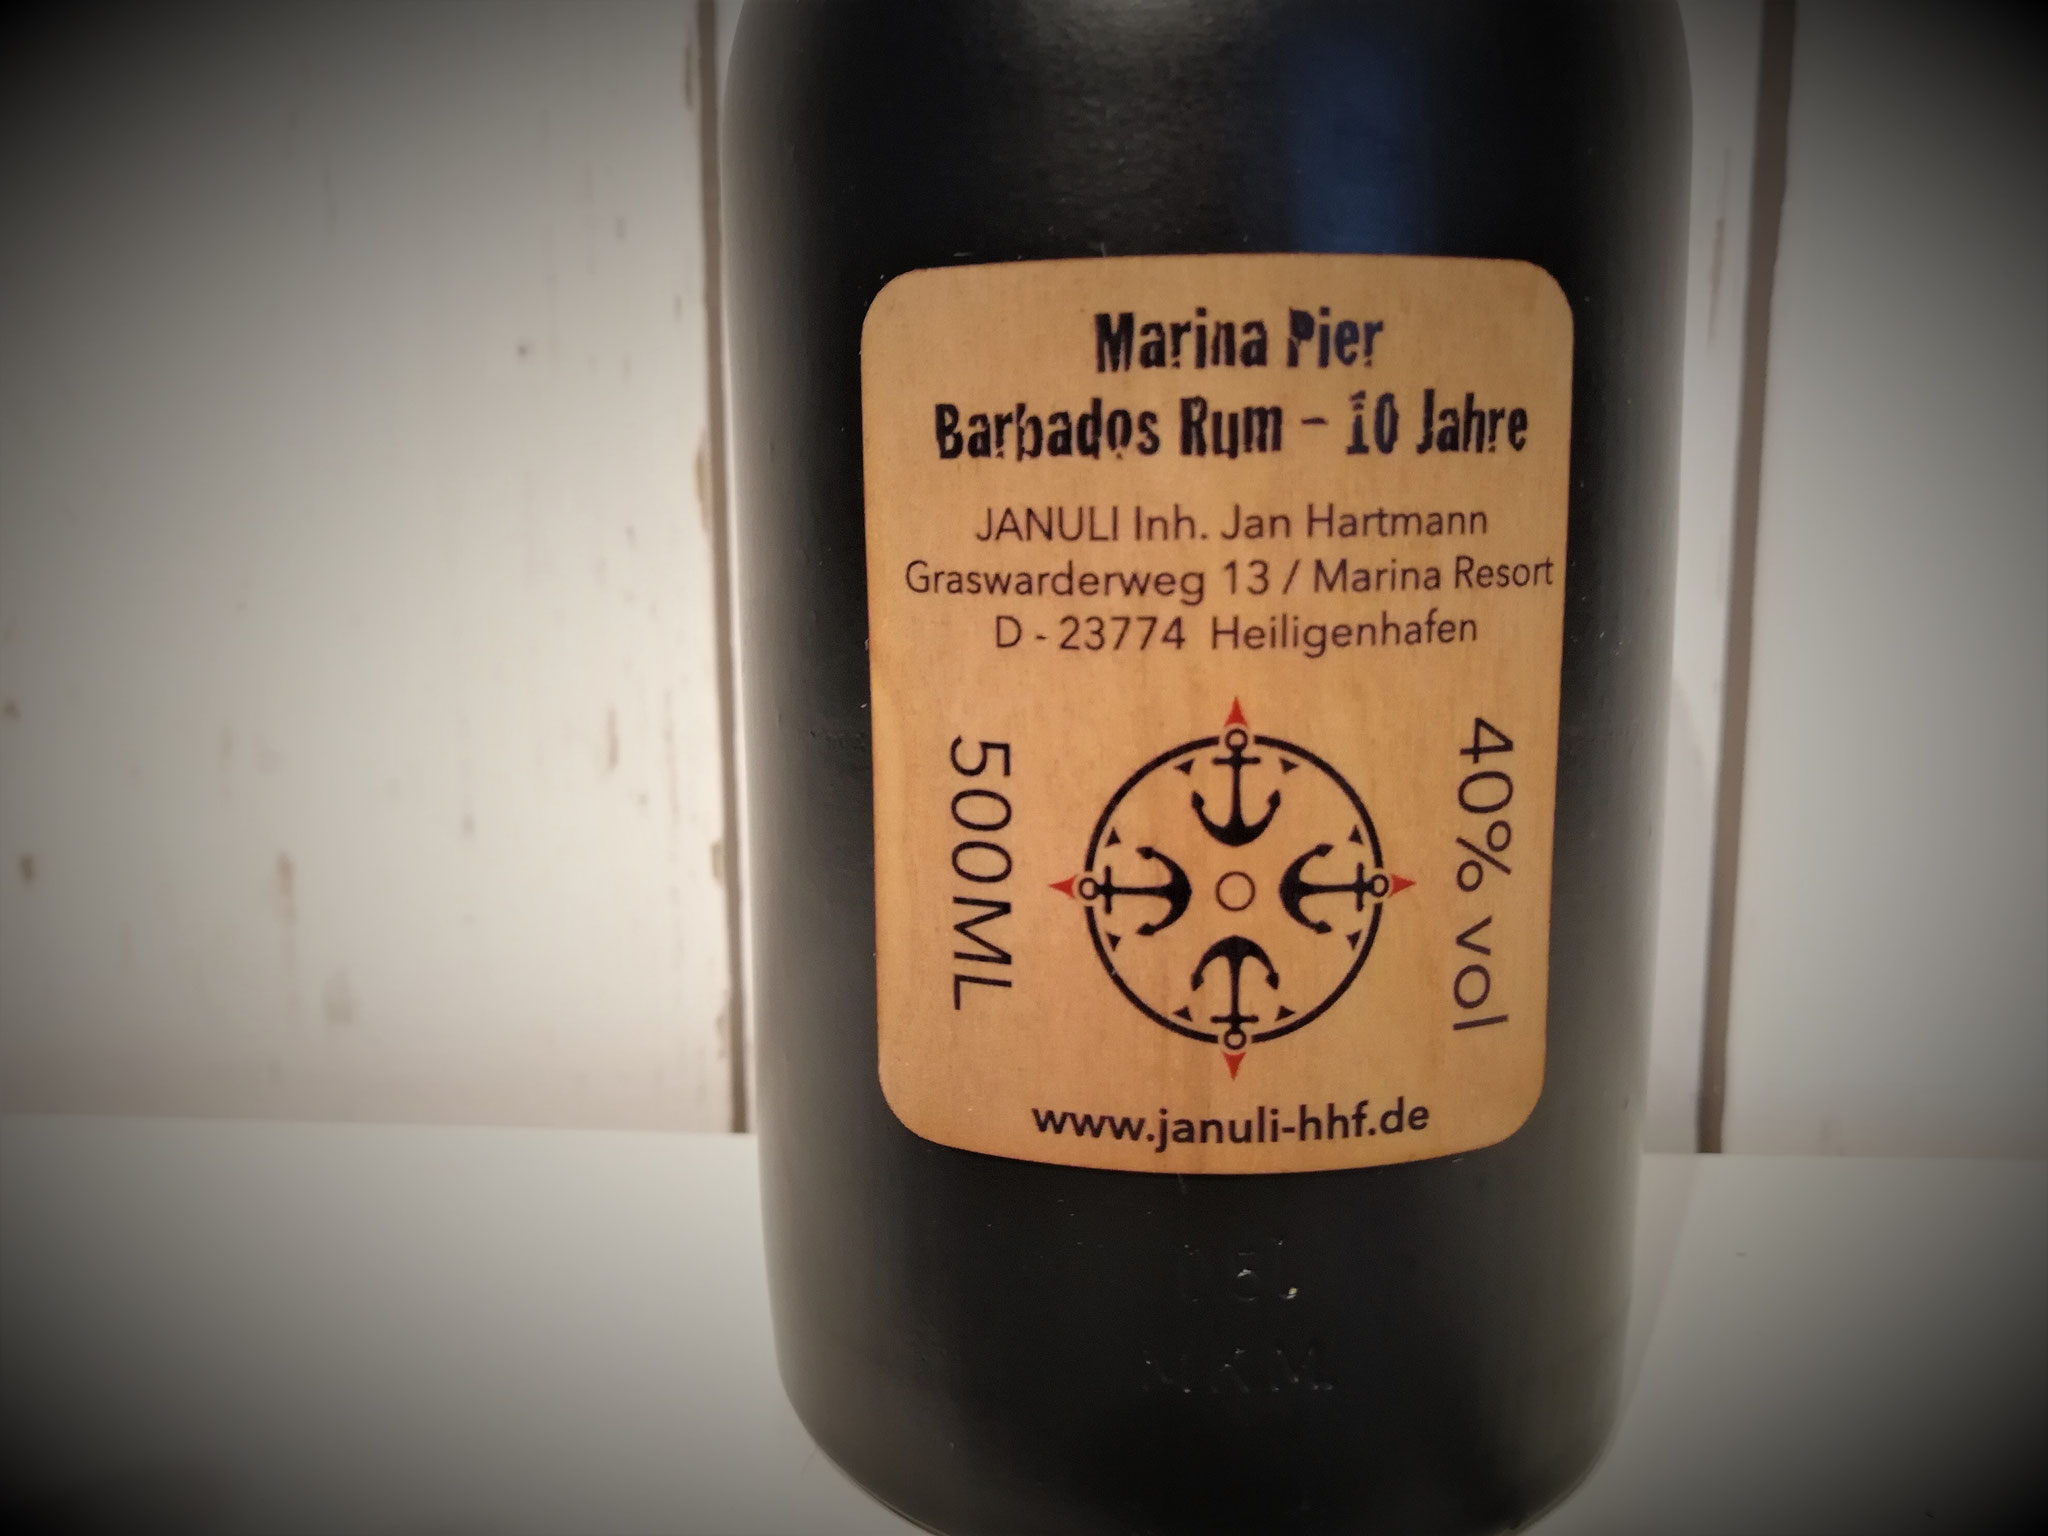 Marina Pier
Barbados Rum - 10 Jahre
JANULI Inh. Jan Hartmann
Graswarderweg 13 / Marina Resort
D - 23774 Heiligenhafen
500ML
40% vol
www.januli-hhf.de